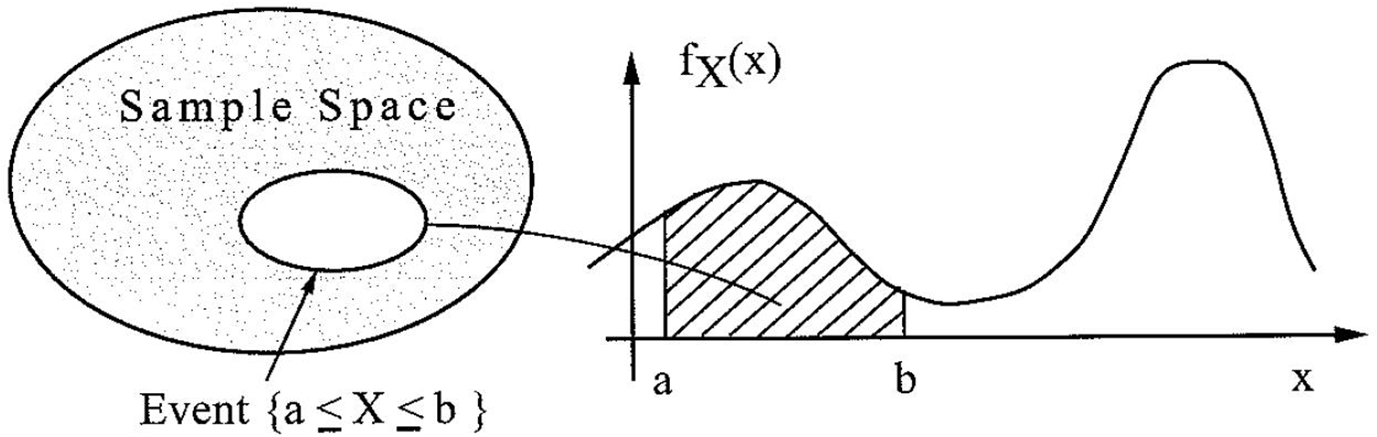 Sample Space
Event {a ≤ X ≤ b }
fX(x)
a
b
x